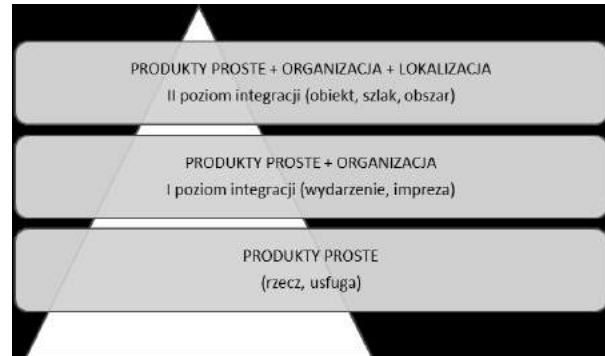 PRODUKTY PROSTE + ORGANIZACJA + LOKALIZACJA
II poziom integracji (obiekt, szlak, obszar)
PRODUKTY PROSTE + ORGANIZACJA
I poziom integracji (wydarzenie, impreza)
PRODUKTY PROSTE
(rzecz, usfuga)